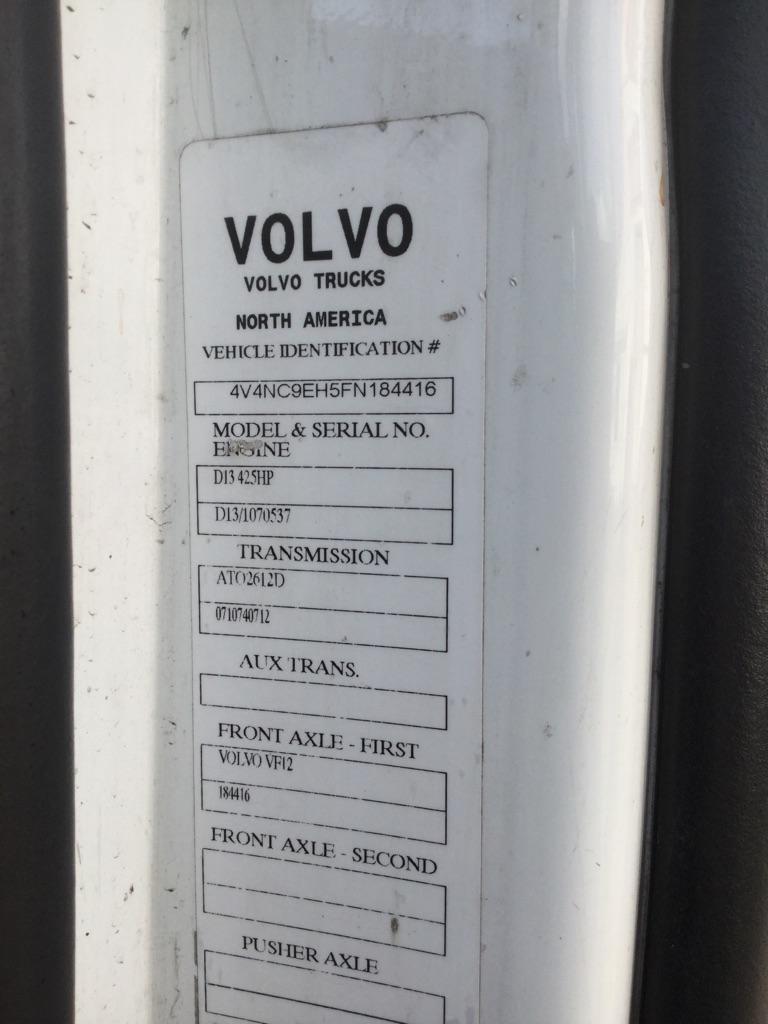 VOLVO
VOLVO TRUCKS
NORTH AMERICA
VEHICLE IDENTIFICATION #
4V4NC9EH5FN184416
MODEL & SERIAL NO.
ENGINE
D13 425HP
D13/1070537
TRANSMISSION
ATO2612D
0710740712
AUX TRANS.
FRONT AXLE - FIRST
VOLVO VF12
184416
FRONT AXLE - SECOND
PUSHER AXLE